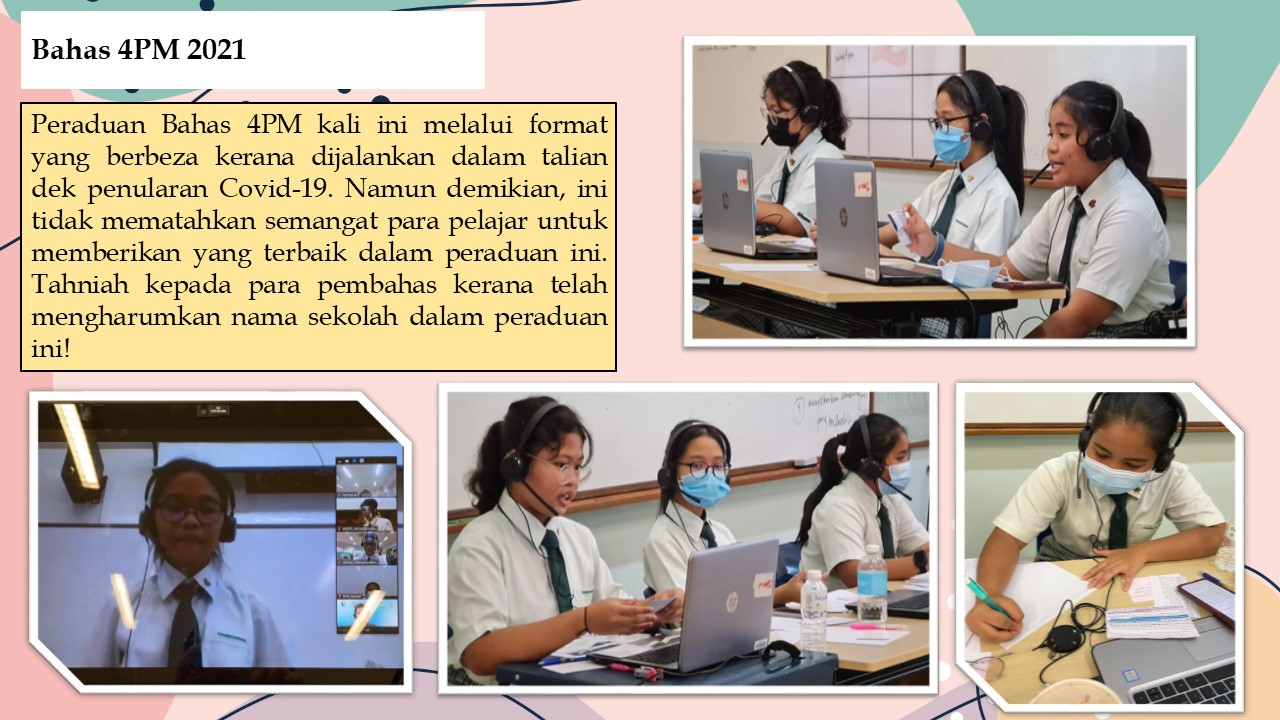 Bahas 4PM 2021
Peraduan Bahas 4PM kali ini melalui format
yang berbeza kerana dijalankan dalam talian
dek penularan Covid-19. Namun demikian, ini
tidak mematahkan semangat para pelajar untuk
memberikan yang terbaik dalam peraduan ini.
Tahniah kepada para pembahas kerana telah
mengharumkan nama sekolah dalam peraduan
ini!